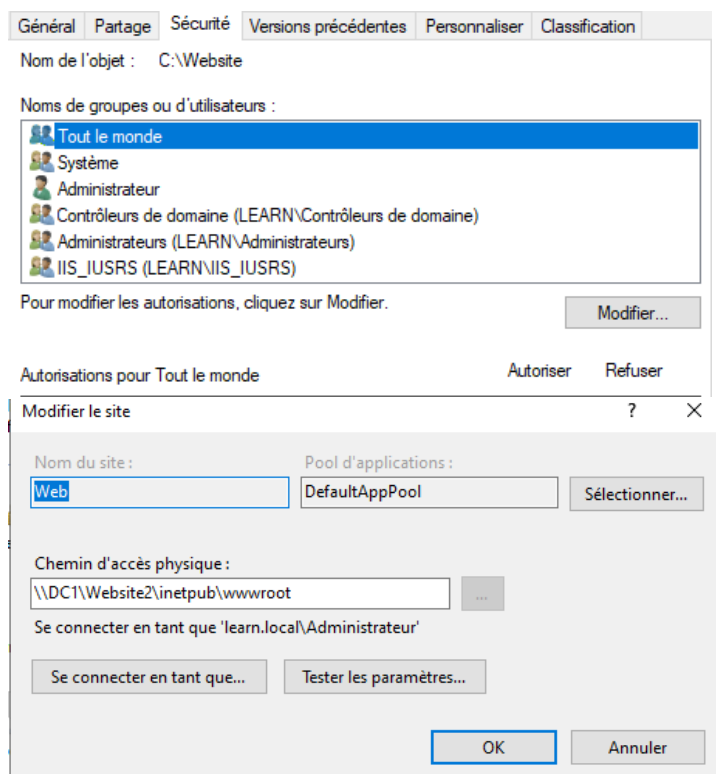 Général Partage Sécurité Versions précédentes Personnaliser Classification
Nom de l'objet : C:\Website
Noms de groupes ou d'utilisateurs :
Tout le monde
Système
Administrateur
Contrôleurs de domaine (LEARN\Contrôleurs de domaine)
Administrateurs (LEARN\Administrateurs)
IIS_IUSRS (LEARN\IIS_IUSRS)
Pour modifier les autorisations, cliquez sur Modifier.
Modifier...
Autorisations pour Tout le monde Autoriser Refuser
Modifier le site ?
Nom du site : Pool d'applications :
Web DefaultAppPool Sélectionner...
Chemin d'accès physique :
\\DC1\Website2\inetpub\wwwroot ...
Se connecter en tant que 'learn.local\Administrateur'
Se connecter en tant que... Tester les paramètres...
OK Annuler